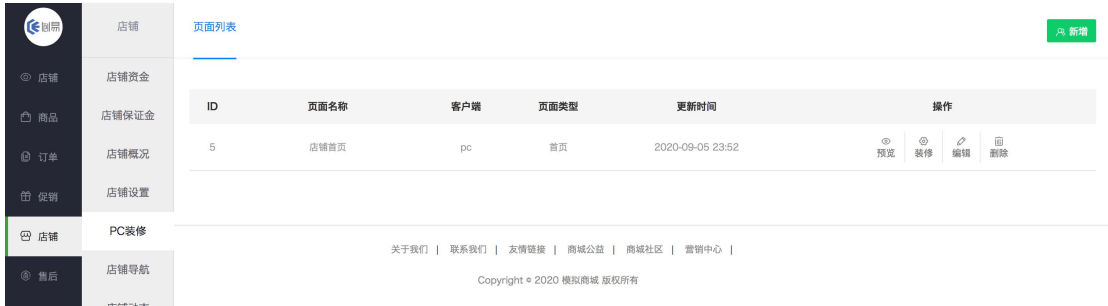 创易 店铺 页面列表 新增
店铺 店铺资金
商品 店铺保证金 ID 页面名称 客户端 页面类型 更新时间 操作
订单 店铺概况 5 店铺首页 pc 首页 2020-09-05 23:52 预览 装修 编辑 删除
促销 店铺设置
店铺 PC装修
关于我们 | 联系我们 | 友情链接 | 商城公益 | 商城社区 | 营销中心 |
售后 店铺导航
Copyright © 2020 模拟商城 版权所有
店铺动态